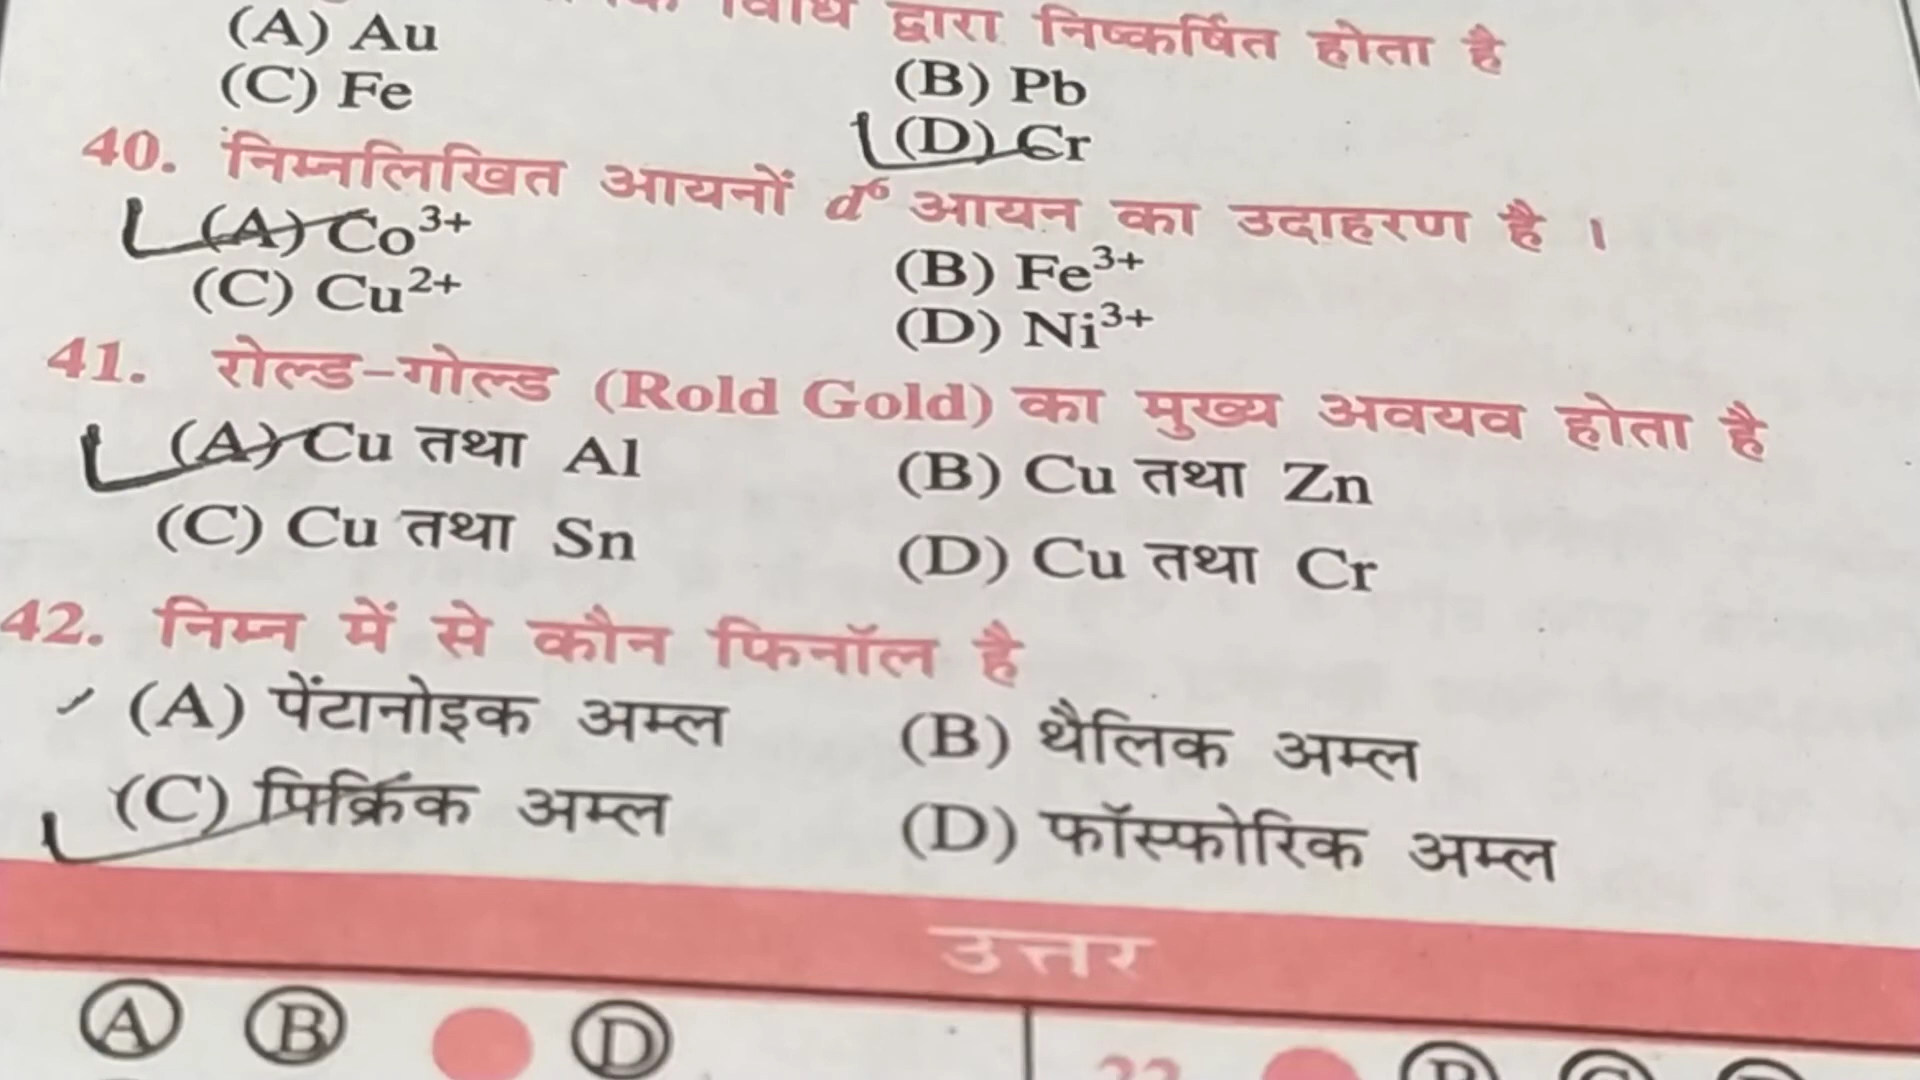 विधि द्वारा निष्कर्षित होता है
(A) Au (B) Pb
(C) Fe (D) Cr
40. निम्नलिखित आयनों d⁶ आयन का उदाहरण है ।
(A) Co³⁺ (B) Fe³⁺
(C) Cu²⁺ (D) Ni³⁺
41. रोल्ड-गोल्ड (Rold Gold) का मुख्य अवयव होता है
(A) Cu तथा Al (B) Cu तथा Zn
(C) Cu तथा Sn (D) Cu तथा Cr
42. निम्न में से कौन फिनॉल है
(A) पेंटानोइक अम्ल (B) थैलिक अम्ल
(C) पिक्रिक अम्ल (D) फॉस्फोरिक अम्ल
उत्तर
A B D